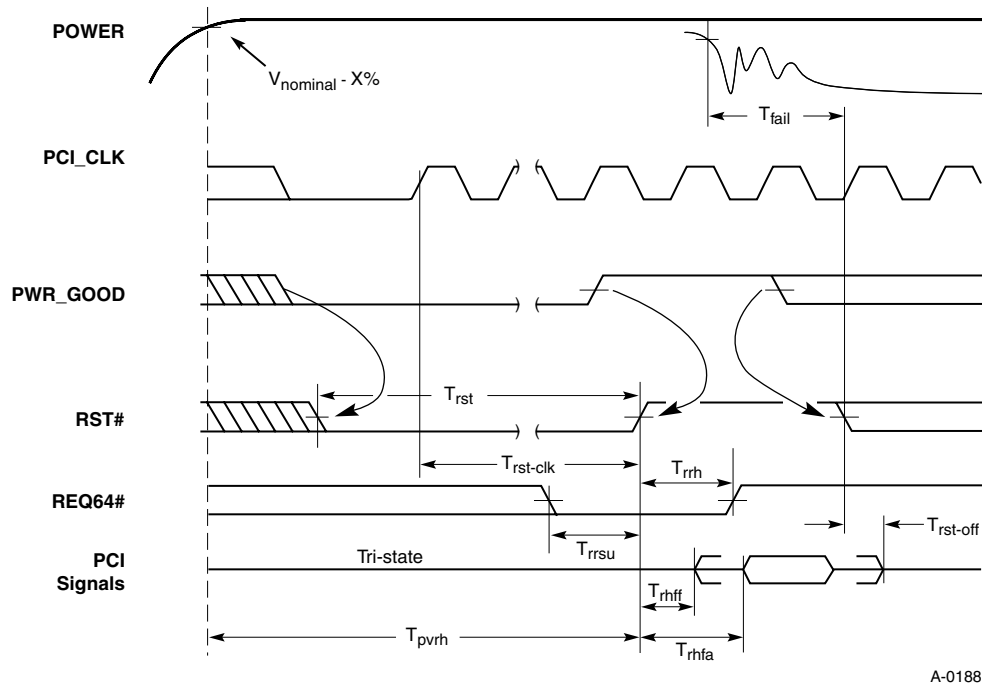 POWER
Vnominal - X%
Tfail
PCI_CLK
PWR_GOOD
Trst
RST#
Trst-clk
Trrh
REQ64#
Trrsu
Trst-off
PCI
Signals
Tri-state
Trhff
Tpvrh
Trhfa
A-0188